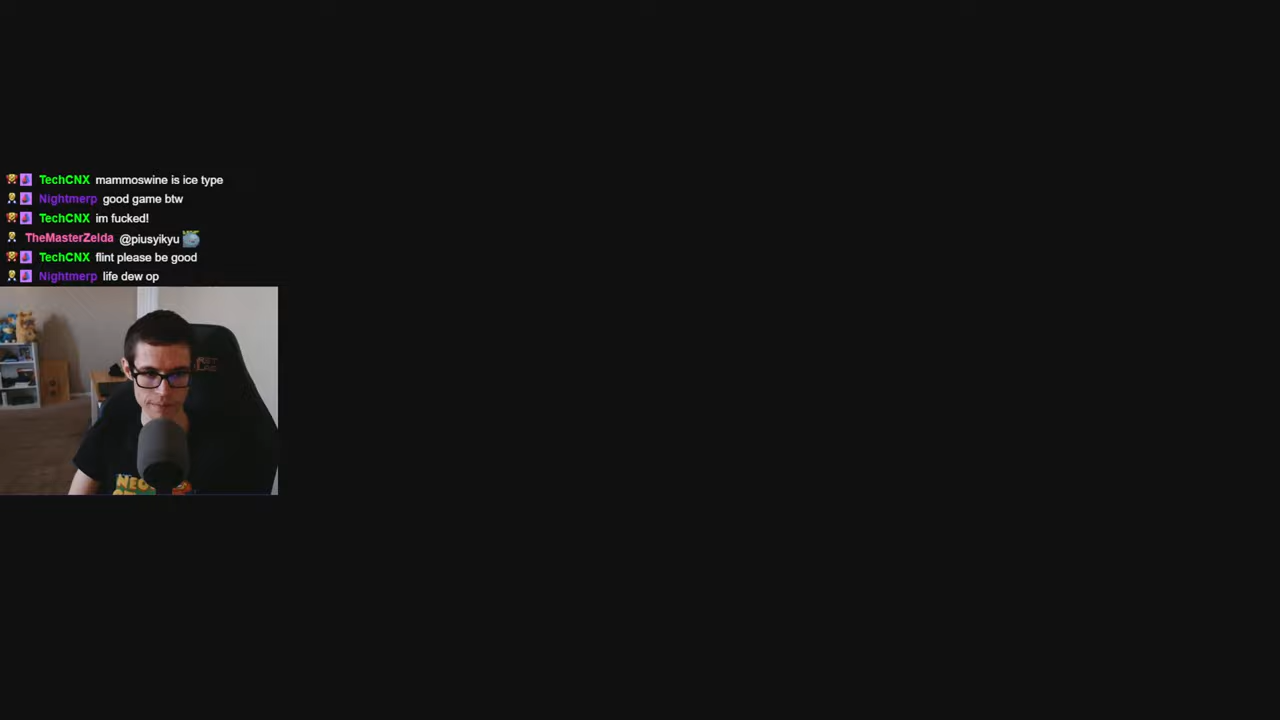 TechCNX mammoswine is ice type
Nightmerp good game btw
TechCNX im fucked!
TheMasterZelda @piusyikyu
TechCNX flint please be good
Nightmerp life dew op
NEO